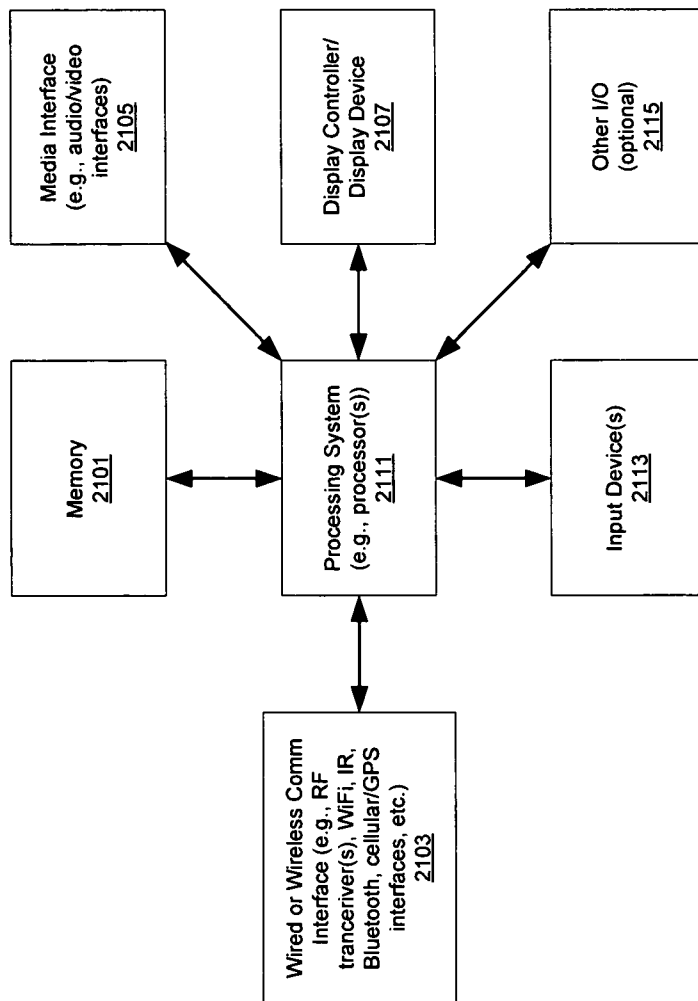 Media Interface
(e.g., audio/video
interfaces)
2105
Memory
2101
Display Controller/
Display Device
2107
Processing System
(e.g., processor(s))
2111
Wired or Wireless Comm
Interface (e.g., RF
tranceriver(s), WiFi, IR,
Bluetooth, cellular/GPS
interfaces, etc.)
2103
Other I/O
(optional)
2115
Input Device(s)
2113